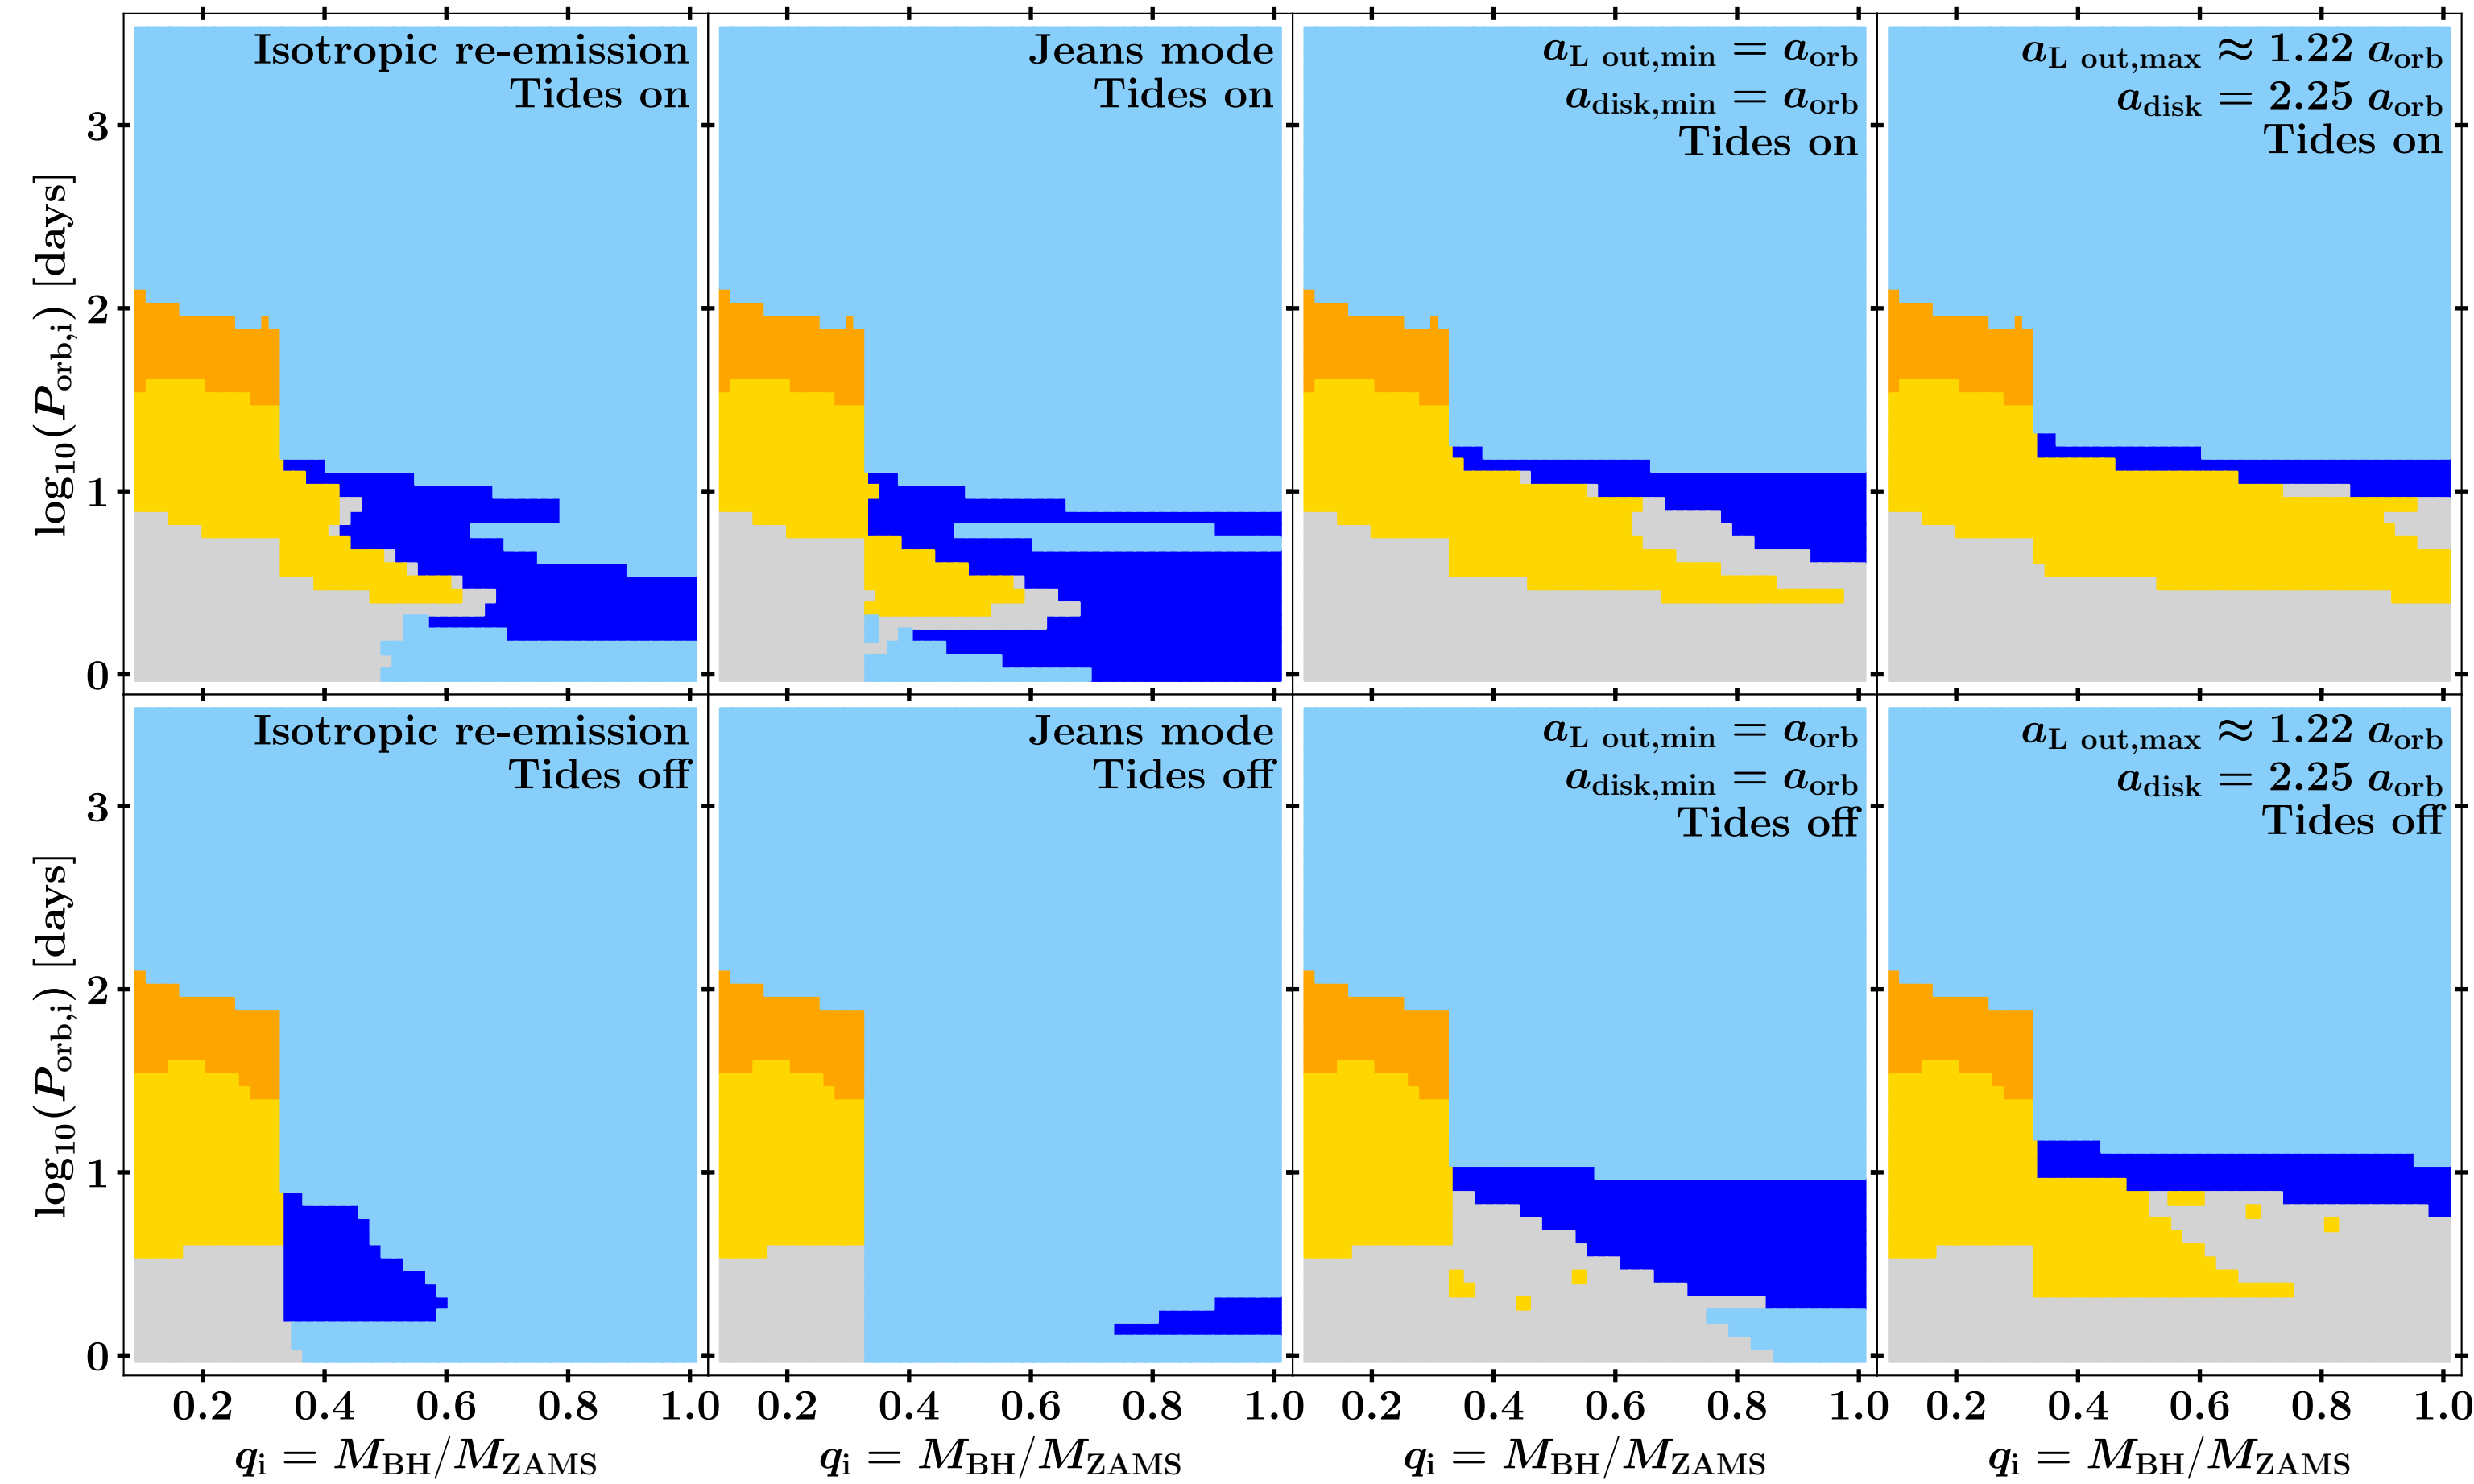 Isotropic re-emission
Tides on
Jeans mode
Tides on
a_L out,min = a_orb
a_disk,min = a_orb
Tides on
a_L out,max ≈ 1.22 a_orb
a_disk = 2.25 a_orb
Tides on
log10(P_orb,i) [days]
3
2
1
0
Isotropic re-emission
Tides off
Jeans mode
Tides off
a_L out,min = a_orb
a_disk,min = a_orb
Tides off
a_L out,max ≈ 1.22 a_orb
a_disk = 2.25 a_orb
Tides off
log10(P_orb,i) [days]
3
2
1
0
0.2 0.4 0.6 0.8 1.0 0.2 0.4 0.6 0.8 1.0 0.2 0.4 0.6 0.8 1.0 0.2 0.4 0.6 0.8 1.0
q_i = M_BH/M_ZAMS
q_i = M_BH/M_ZAMS
q_i = M_BH/M_ZAMS
q_i = M_BH/M_ZAMS